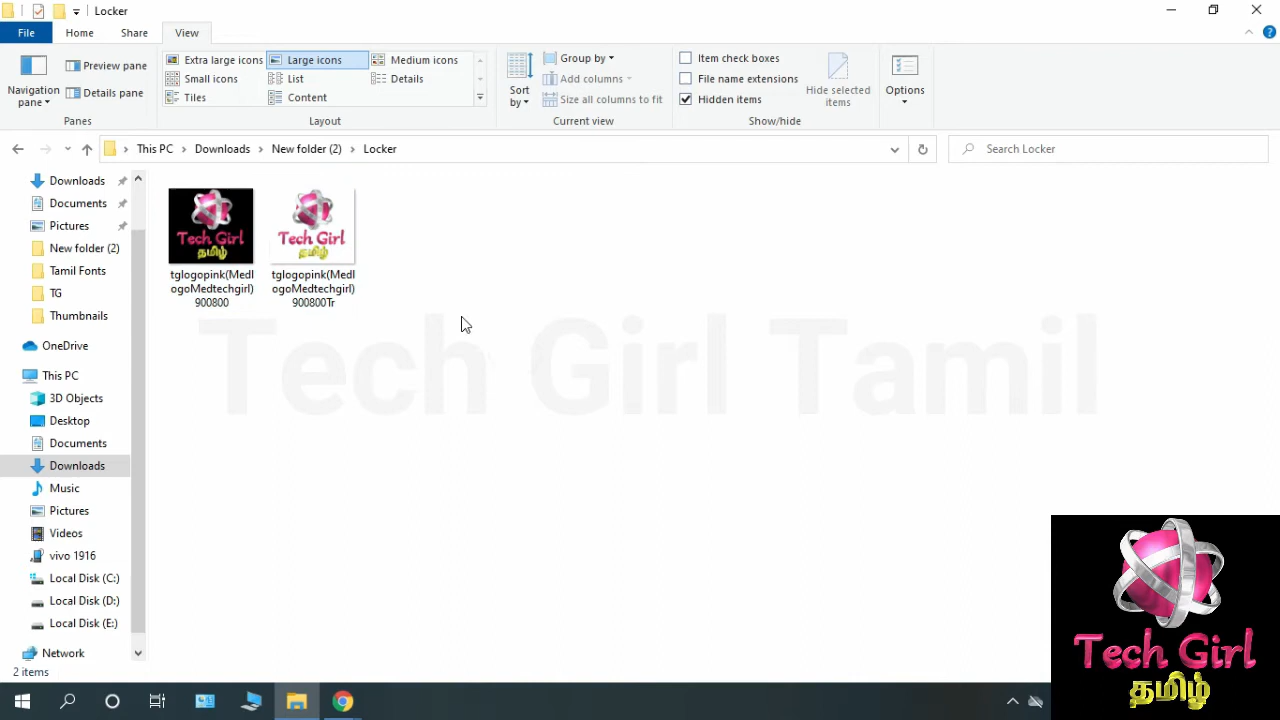 Locker
File
Home
Share
View
Navigation
pane
Preview pane
Details pane
Panes
Extra large icons
Large icons
Medium icons
Small icons
List
Details
Tiles
Content
Layout
Sort
by
Group by
Add columns
Size all columns to fit
Current view
Item check boxes
File name extensions
Hidden items
Hide selected
items
Show/hide
Options
This PC
Downloads
New folder (2)
Locker
Search Locker
Downloads
Documents
Pictures
New folder (2)
Tamil Fonts
TG
Thumbnails
OneDrive
This PC
3D Objects
Desktop
Documents
Downloads
Music
Pictures
Videos
vivo 1916
Local Disk (C:)
Local Disk (D:)
Local Disk (E:)
Network
2 items
Tech Girl
தமிழ்
tglogopink(Medl
ogoMedtechgirl)
900800
Tech Girl
தமிழ்
tglogopink(Medl
ogoMedtechgirl)
900800Tr
Tech Girl Tamil
Tech Girl
தமிழ்